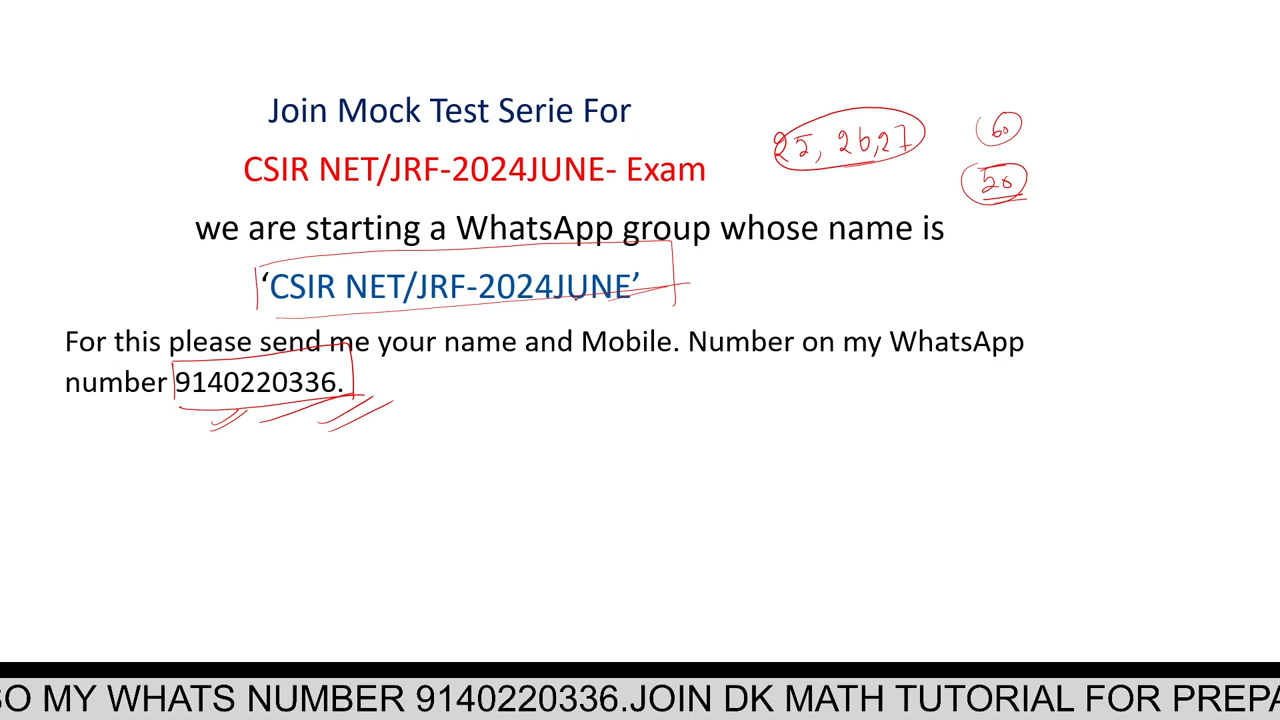 Join Mock Test Serie For
CSIR NET/JRF-2024JUNE- Exam
25, 26,27
60
50
we are starting a WhatsApp group whose name is
‘CSIR NET/JRF-2024JUNE’
For this please send me your name and Mobile. Number on my WhatsApp
number 9140220336.
SO MY WHATS NUMBER 9140220336.JOIN DK MATH TUTORIAL FOR PREPA